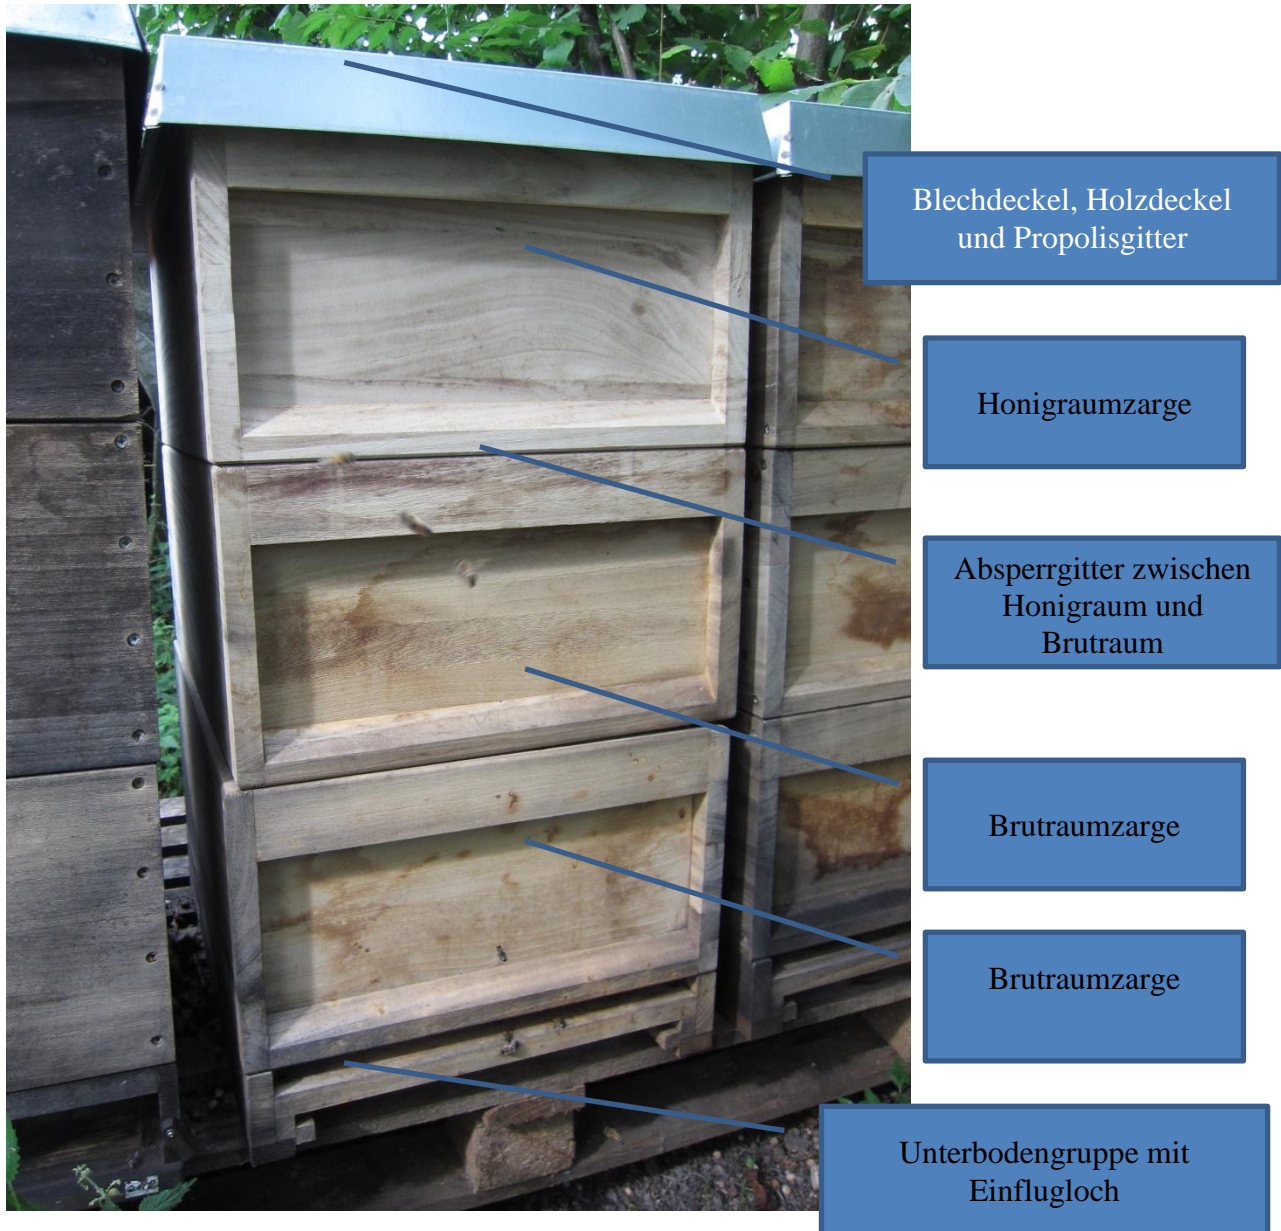 Blechdeckel, Holzdeckel
und Propolisgitter
Honigraumzarge
Absperrgitter zwischen
Honigraum und
Brutraum
Brutraumzarge
Brutraumzarge
Unterbodengruppe mit
Einflugloch